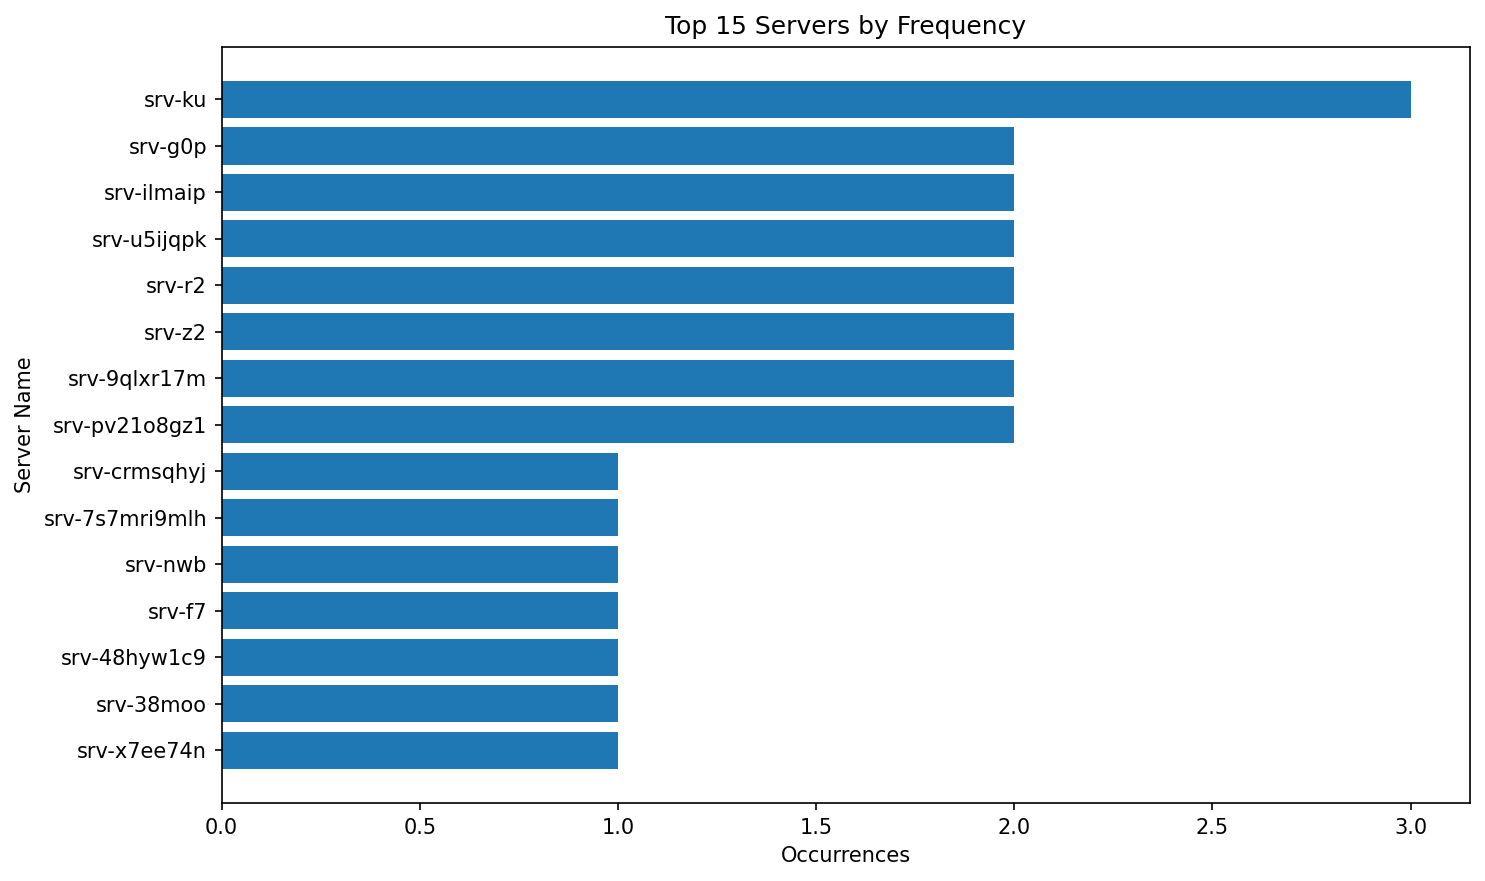 Top 15 Servers by Frequency
Server Name
srv-ku
srv-g0p
srv-ilmaip
srv-u5ijqpk
srv-r2
srv-z2
srv-9qlxr17m
srv-pv21o8gz1
srv-crmsqhyj
srv-7s7mri9mlh
srv-nwb
srv-f7
srv-48hyw1c9
srv-38moo
srv-x7ee74n
0.0 0.5 1.0 1.5 2.0 2.5 3.0
Occurrences